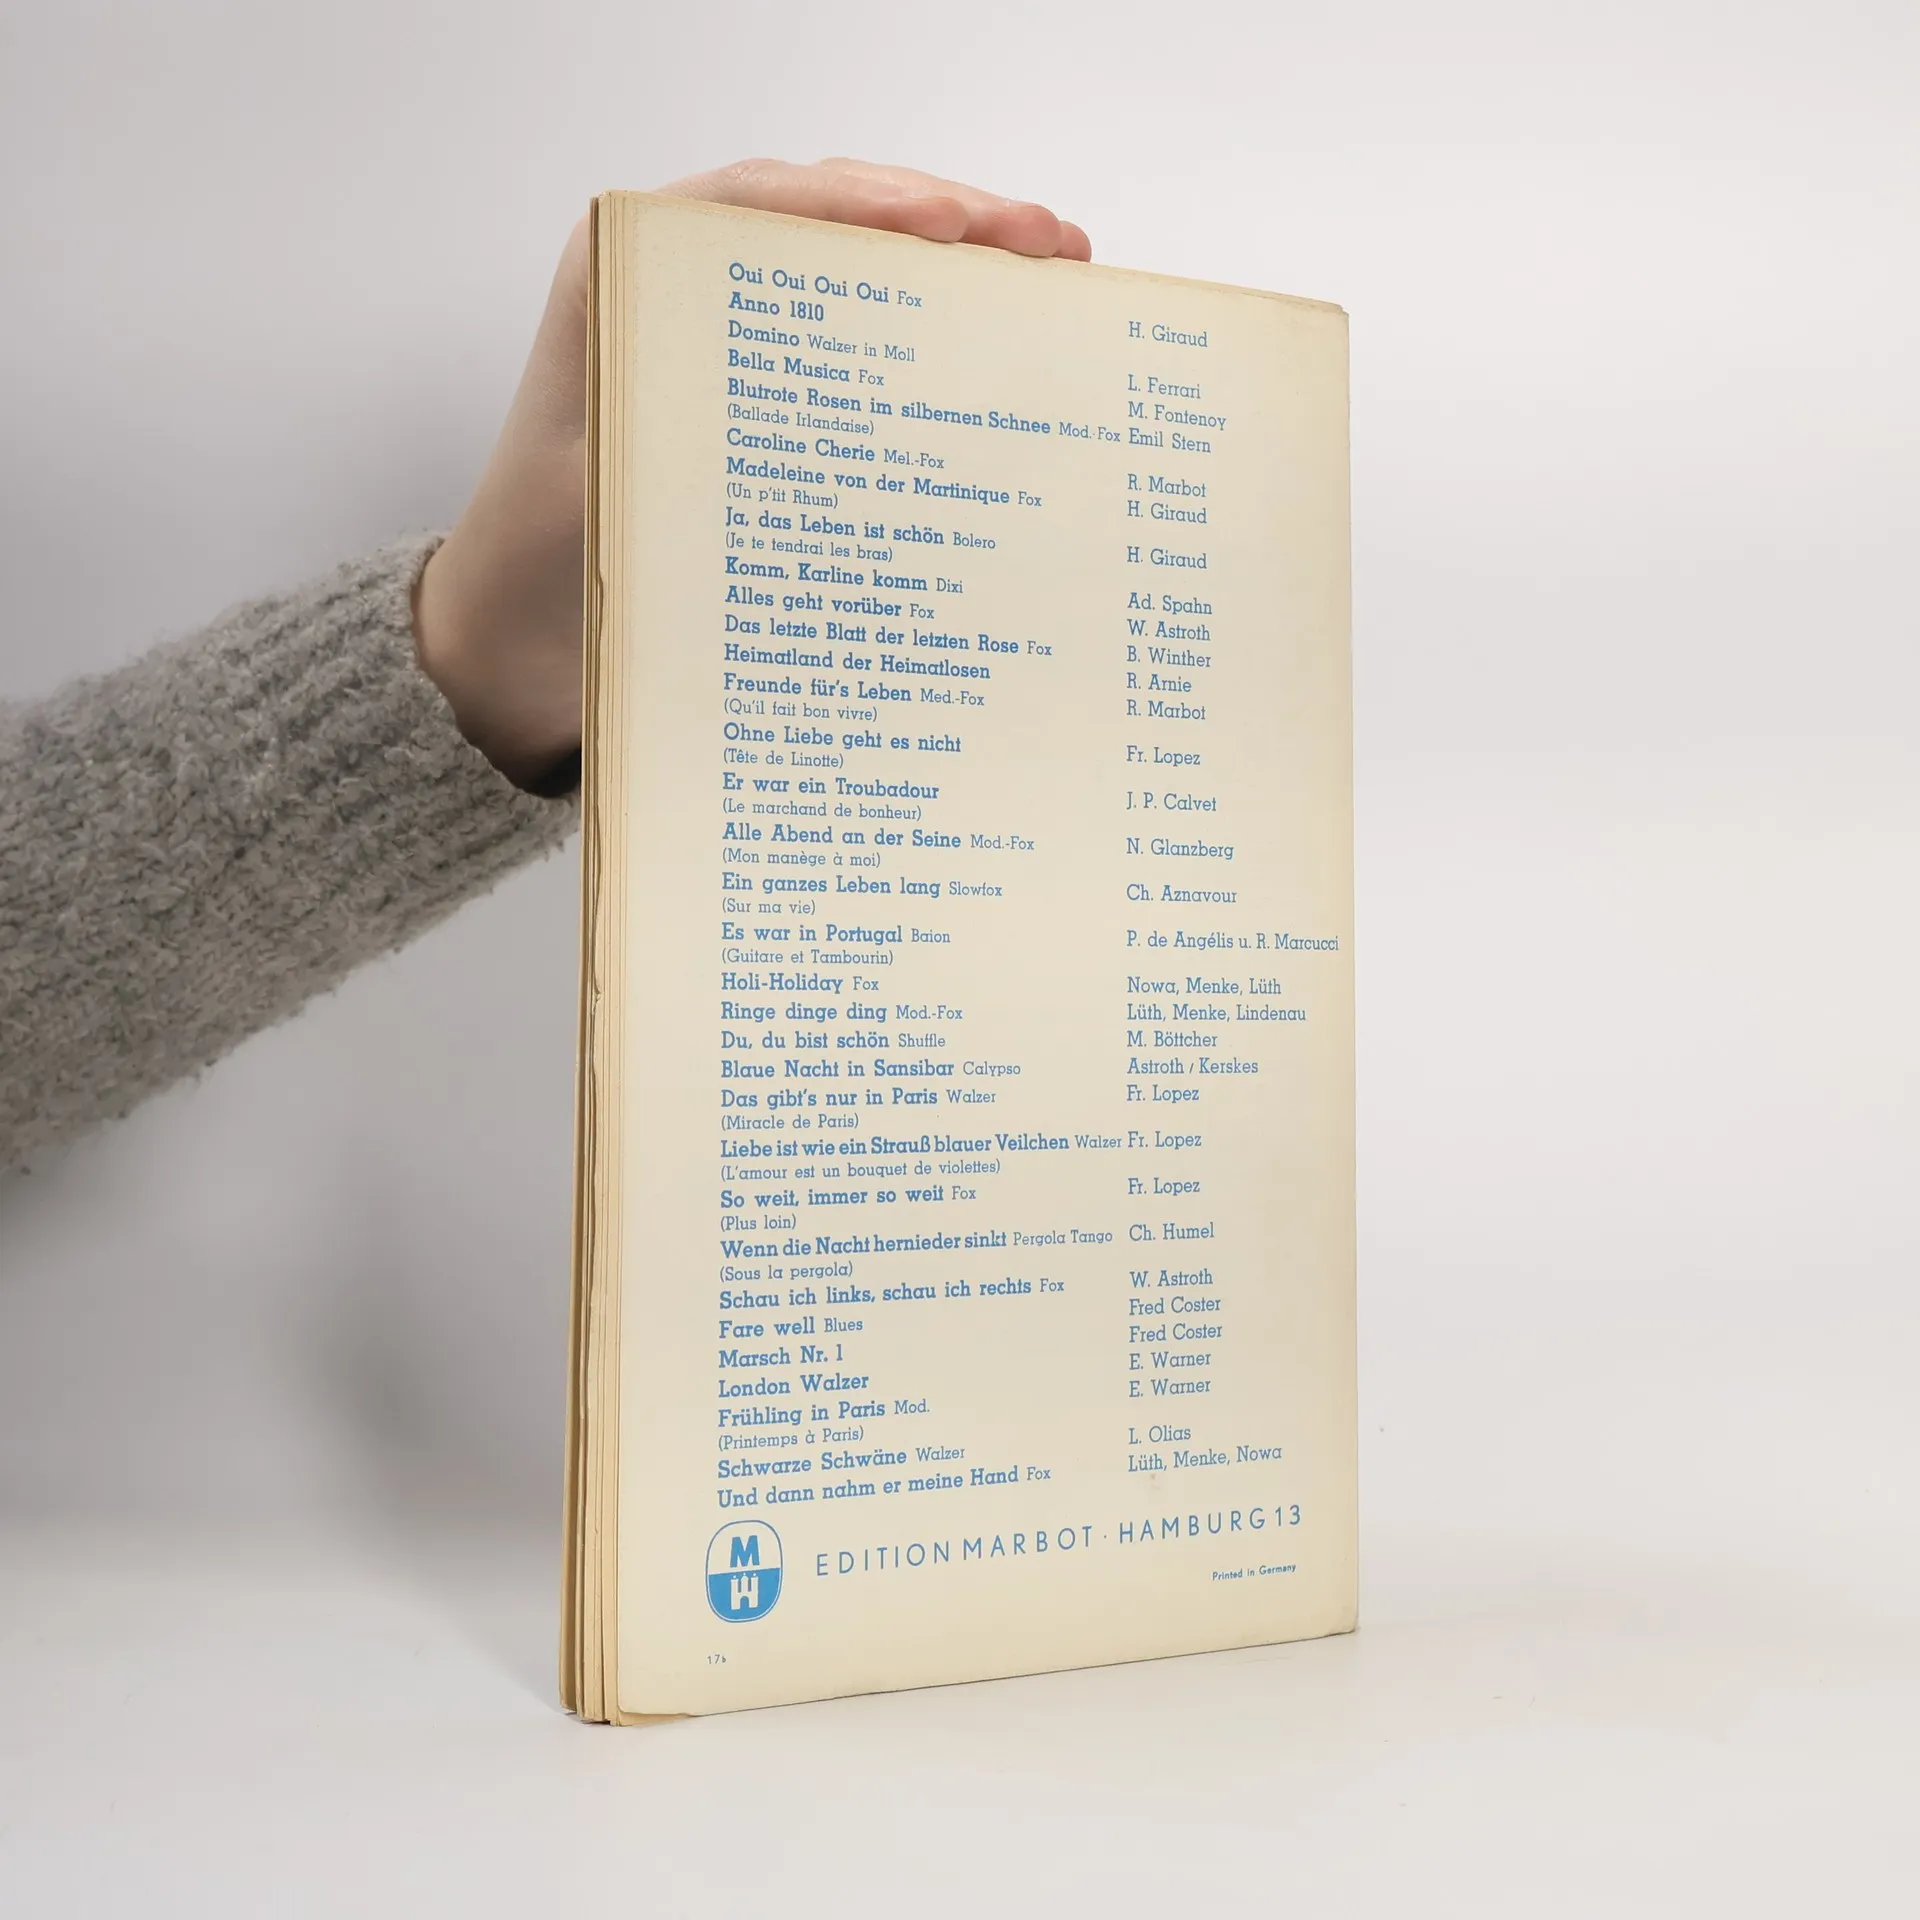 Oui Oui Oui Oui Fox H. Giraud
Anno 1810
Domino Walzer in Moll L. Ferrari
Bella Musica Fox M. Fontenoy
Blutrote Rosen im silbernen Schnee Mod.-Fox Emil Stern
(Ballade Irlandaise)
Caroline Cherie Mel.-Fox R. Marbot
Madeleine von der Martinique Fox H. Giraud
(Un p'tit Rhum)
Ja, das Leben ist schön Bolero H. Giraud
(Je te tendrai les bras)
Komm, Karline komm Dixi Ad. Spahn
Alles geht vorüber Fox W. Astroth
Das letzte Blatt der letzten Rose Fox B. Winther
Heimatland der Heimatlosen R. Arnie
Freunde für's Leben Med.-Fox R. Marbot
(Qu'il fait bon vivre)
Ohne Liebe geht es nicht Fr. Lopez
(Tête de Linotte)
Er war ein Troubadour J. P. Calvet
(Le marchand de bonheur)
Alle Abend an der Seine Mod.-Fox N. Glanzberg
(Mon manège à moi)
Ein ganzes Leben lang Slowfox Ch. Aznavour
(Sur ma vie)
Es war in Portugal Baion P. de Angélis u. R. Marcucci
(Guitare et Tambourin)
Holi-Holiday Fox Nowa, Menke, Lüth
Ringe dinge ding Mod.-Fox Lüth, Menke, Lindenau
Du, du bist schön Shuffle M. Böttcher
Blaue Nacht in Sansibar Calypso Astroth / Kerskes
Das gibt's nur in Paris Walzer Fr. Lopez
(Miracle de Paris)
Liebe ist wie ein Strauß blauer Veilchen Walzer Fr. Lopez
(L'amour est un bouquet de violettes)
So weit, immer so weit Fox Fr. Lopez
(Plus loin)
Wenn die Nacht hernieder sinkt Pergola Tango Ch. Humel
(Sous la pergola)
Schau ich links, schau ich rechts Fox W. Astroth
Fare well Blues Fred Coster
Marsch Nr. 1 Fred Coster
London Walzer E. Warner
Frühling in Paris Mod. E. Warner
(Printemps à Paris)
Schwarze Schwäne Walzer L. Olias
Und dann nahm er meine Hand Fox Lüth, Menke, Nowa
M
EDITION MARBOT · HAMBURG 13
Printed in Germany
17b